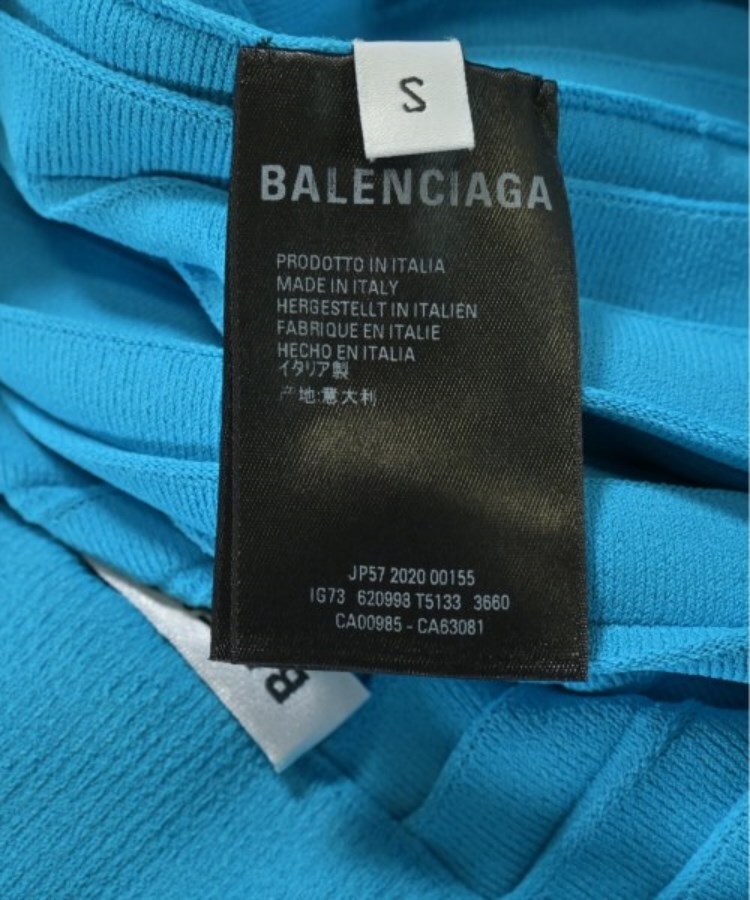 S
BALENCIAGA
PRODOTTO IN ITALIA
MADE IN ITALY
HERGESTELLT IN ITALIEN
FABRIQUE EN ITALIE
HECHO EN ITALIA
イタリア製
产地:意大利
JP57 2020 00155
IG73 620998 T5133 3660
CA00985 - CA63081
B